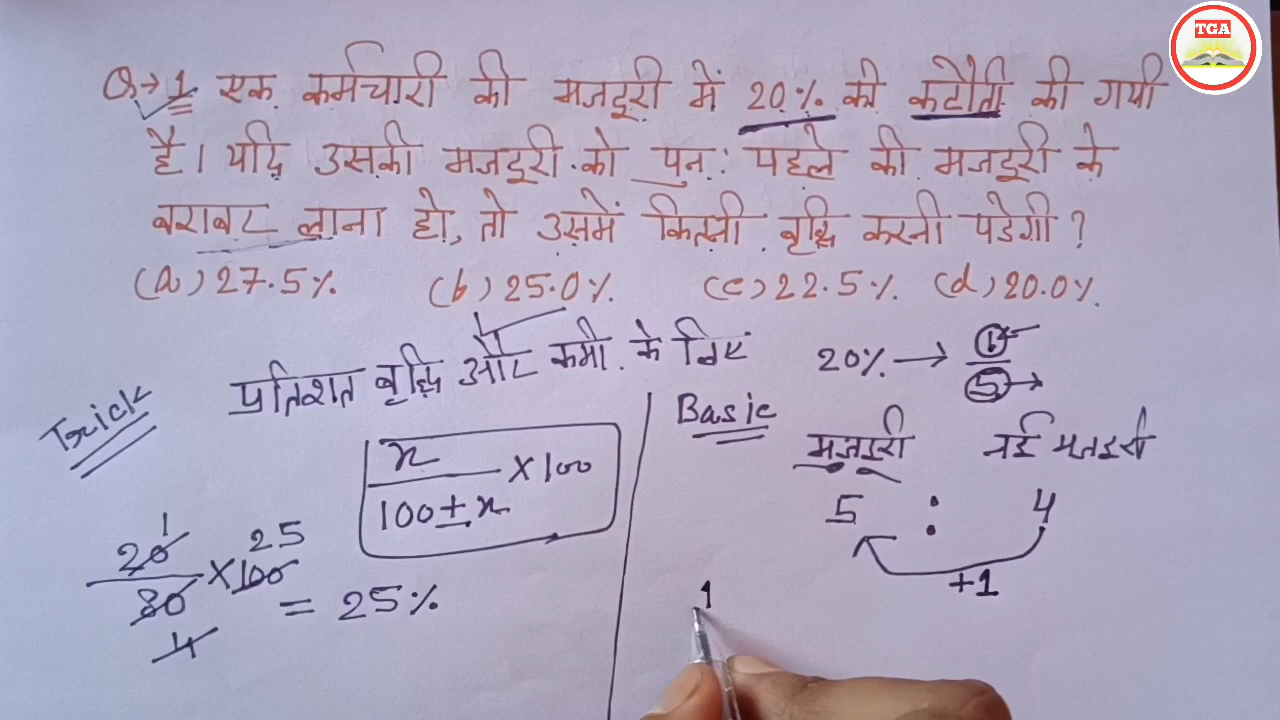 TGA
Q→1 एक कर्मचारी की मजदूरी में 20%. की कटौती की गयी
है। यदि उसकी मजदूरी को पुन: पहले की मजदूरी के
बराबर लाना हो, तो उसमें कितनी वृद्धि करनी पडेगी ?
(a) 27.5%. (b) 25.0%. (c) 22.5%. (d) 20.0%.
Trick
प्रतिशत वृद्धि और कमी के लिए
x
100 ± x
× 100
1
20
80
4
× 100
25
= 25%
20% → 1
5
Basic
मजदूरी नई मजदूरी
5 : 4
+1
1